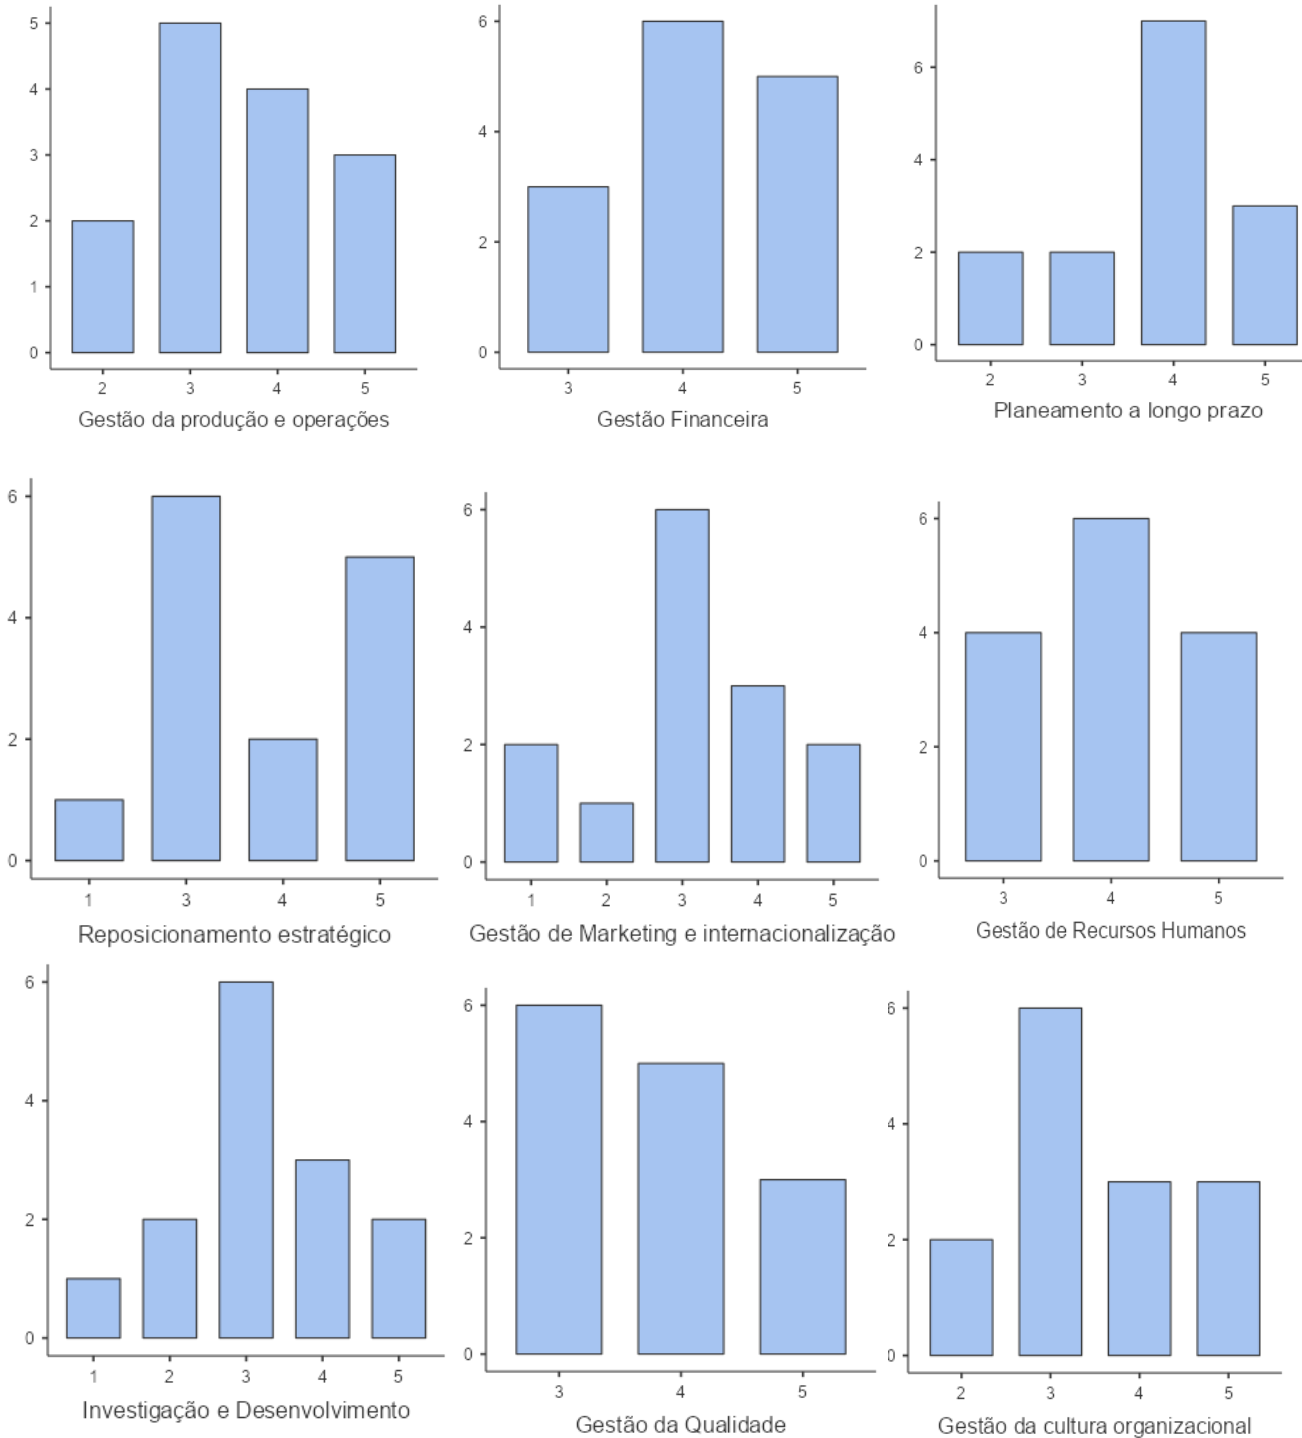 5
4
3
2
1
0
2 3 4 5
Gestão da produção e operações
6
4
2
0
3 4 5
Gestão Financeira
6
4
2
0
2 3 4 5
Planeamento a longo prazo
6
4
2
0
1 3 4 5
Reposicionamento estratégico
6
4
2
0
1 2 3 4 5
Gestão de Marketing e internacionalização
6
4
2
0
3 4 5
Gestão de Recursos Humanos
6
4
2
0
1 2 3 4 5
Investigação e Desenvolvimento
6
4
2
0
3 4 5
Gestão da Qualidade
6
4
2
0
2 3 4 5
Gestão da cultura organizacional